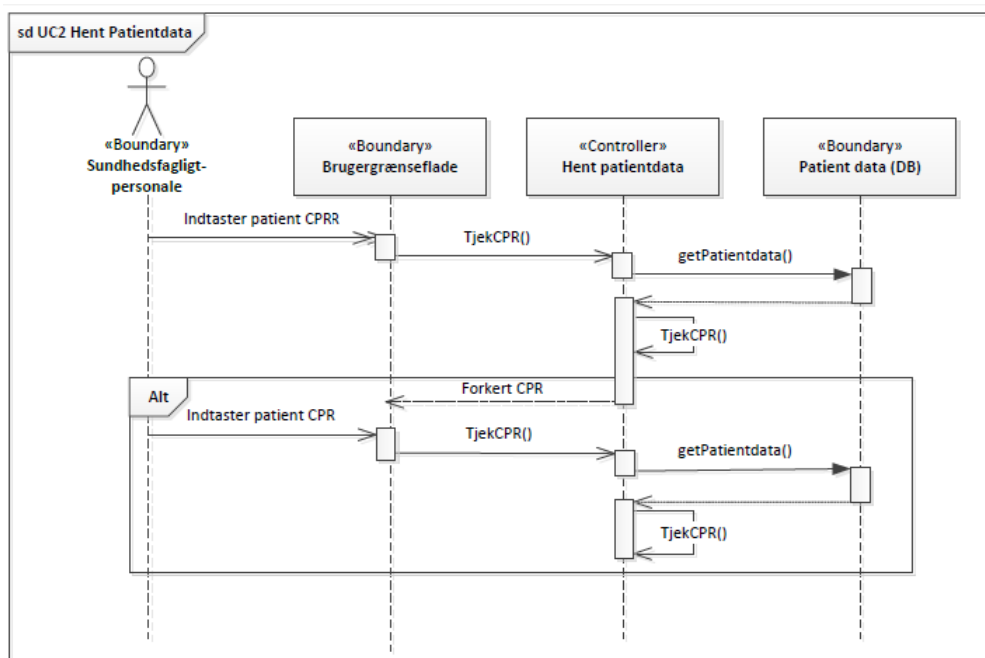 sd UC2 Hent Patientdata
«Boundary»
Sundhedsfagligt-
personale
«Boundary»
Brugergrænseflade
«Controller»
Hent patientdata
«Boundary»
Patient data (DB)
Indtaster patient CPRR
TjekCPR()
getPatientdata()
TjekCPR()
Alt
Forkert CPR
Indtaster patient CPR
TjekCPR()
getPatientdata()
TjekCPR()